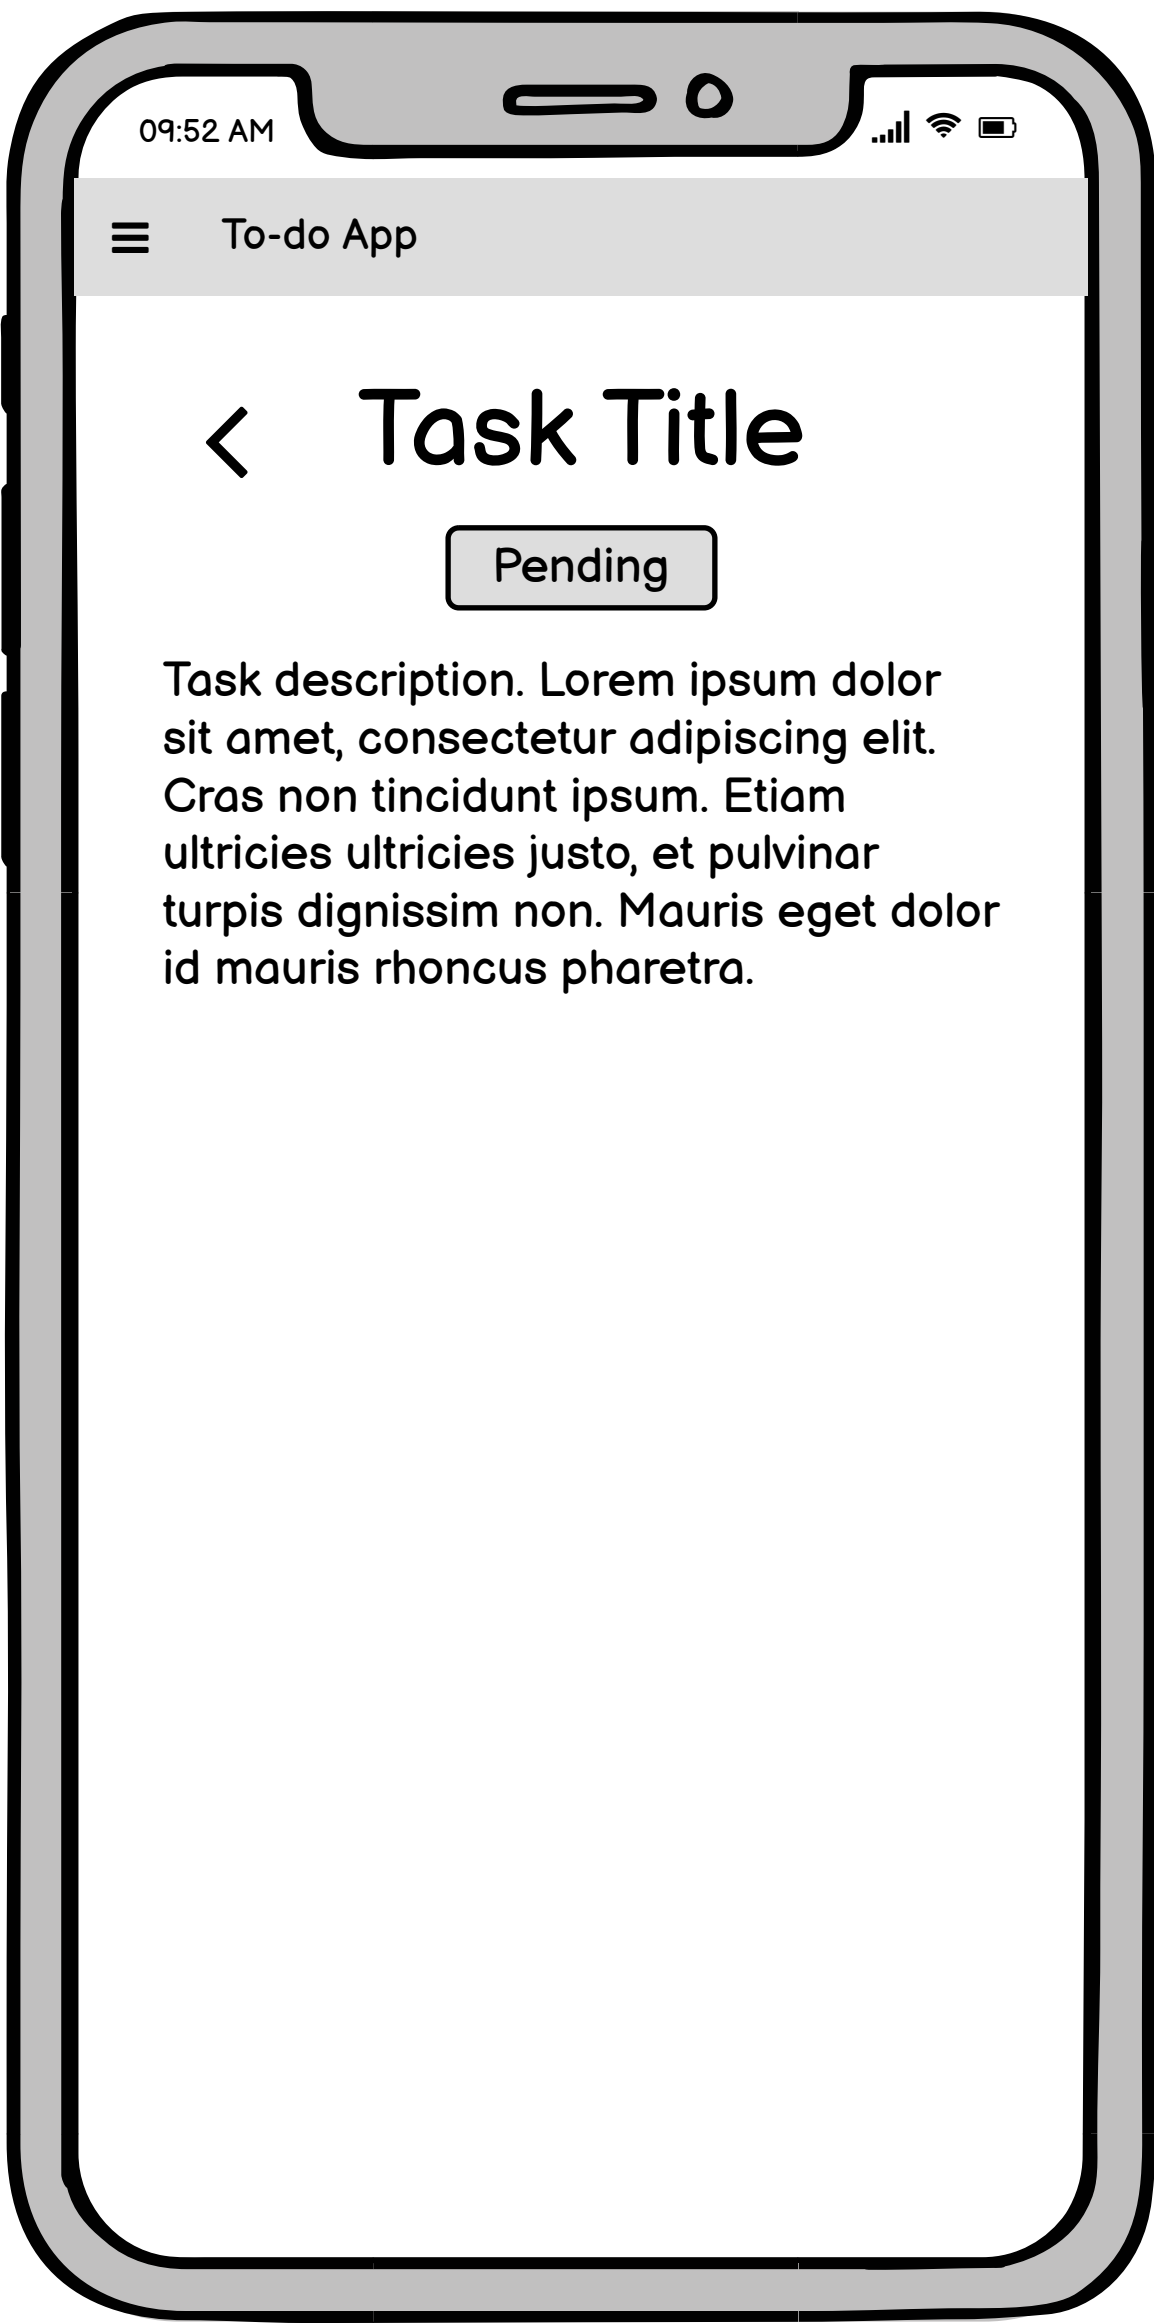 09:52 AM
To-do App
Task Title
Pending
Task description. Lorem ipsum dolor
sit amet, consectetur adipiscing elit.
Cras non tincidunt ipsum. Etiam
ultricies ultricies justo, et pulvinar
turpis dignissim non. Mauris eget dolor
id mauris rhoncus pharetra.